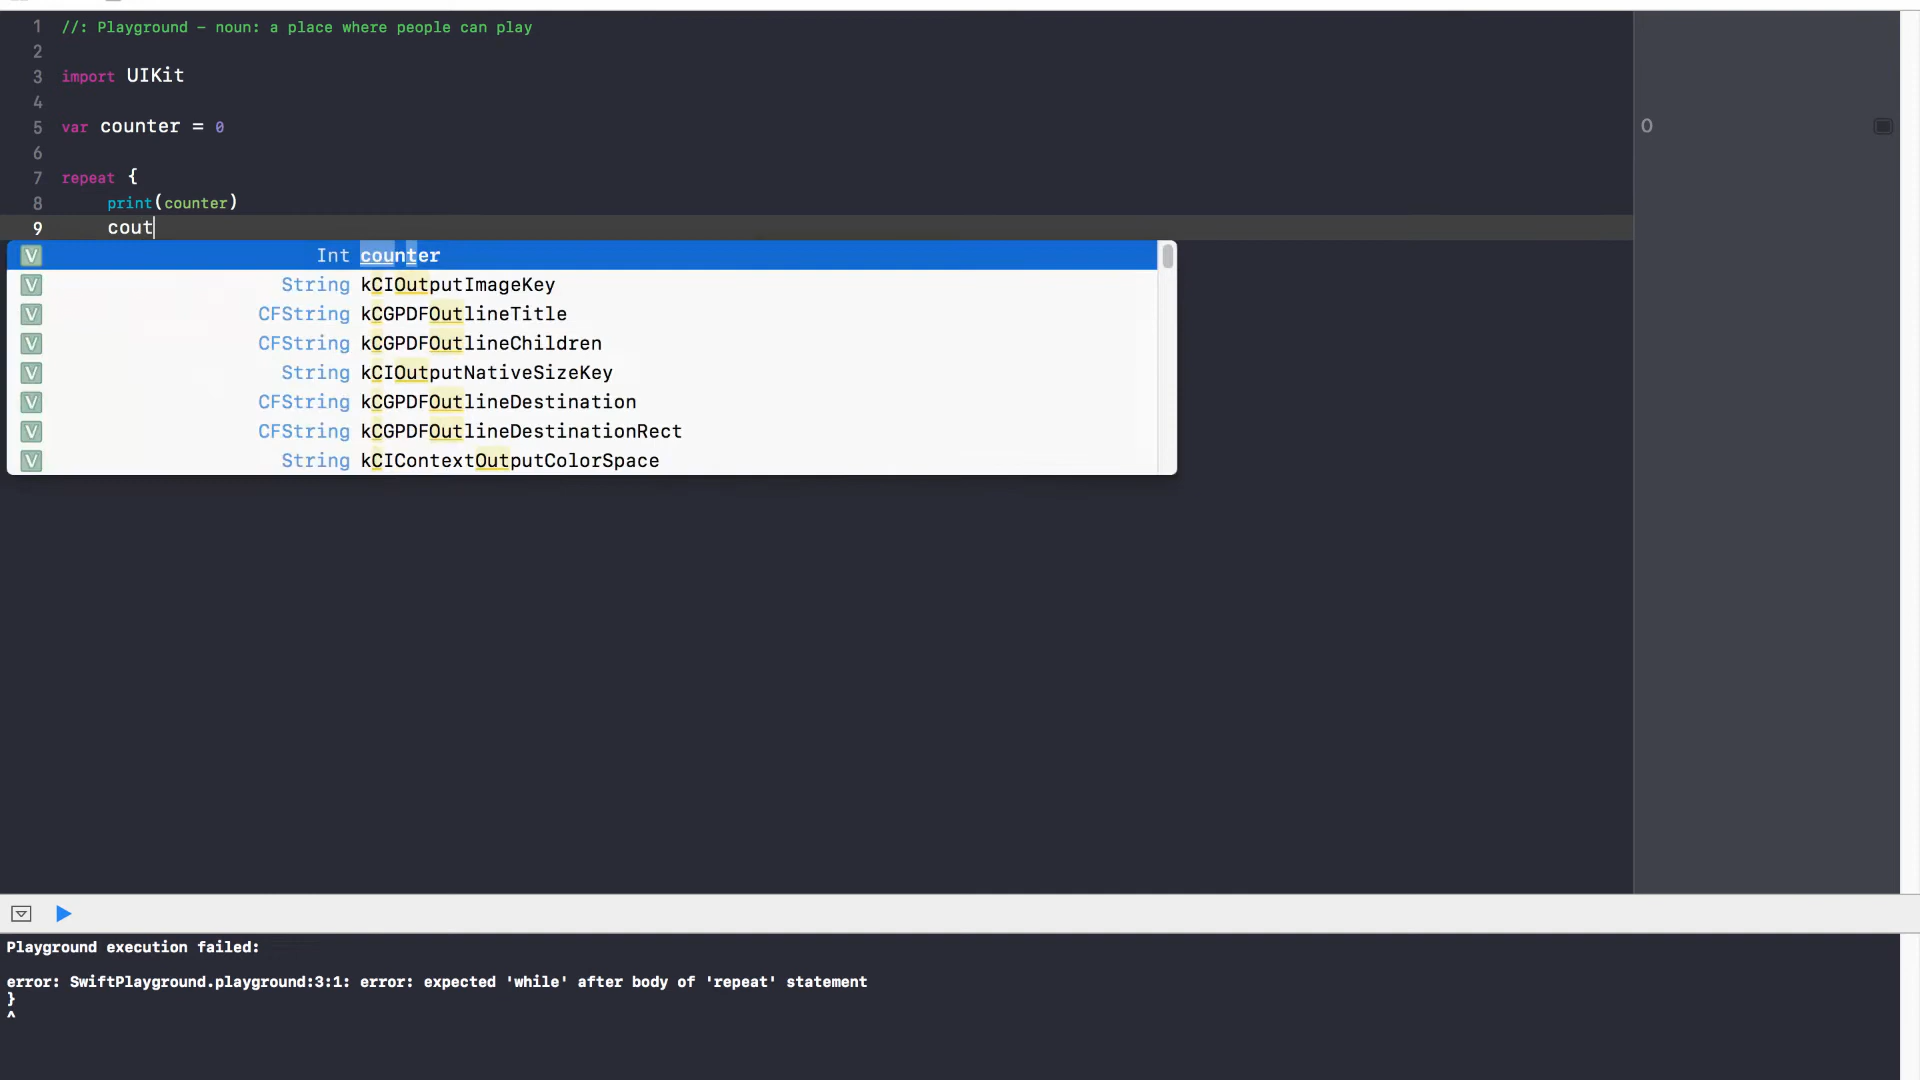 1 //: Playground – noun: a place where people can play
2
3 import UIKit
4
5 var counter = 0
0
6
7 repeat {
8 print(counter)
9 cout
V Int counter
V String kCIOutputImageKey
V CFString kCGPDFOutlineTitle
V CFString kCGPDFOutlineChildren
V String kCIOutputNativeSizeKey
V CFString kCGPDFOutlineDestination
V CFString kCGPDFOutlineDestinationRect
V String kCIContextOutputColorSpace
Playground execution failed:
error: SwiftPlayground.playground:3:1: error: expected 'while' after body of 'repeat' statement
}
^